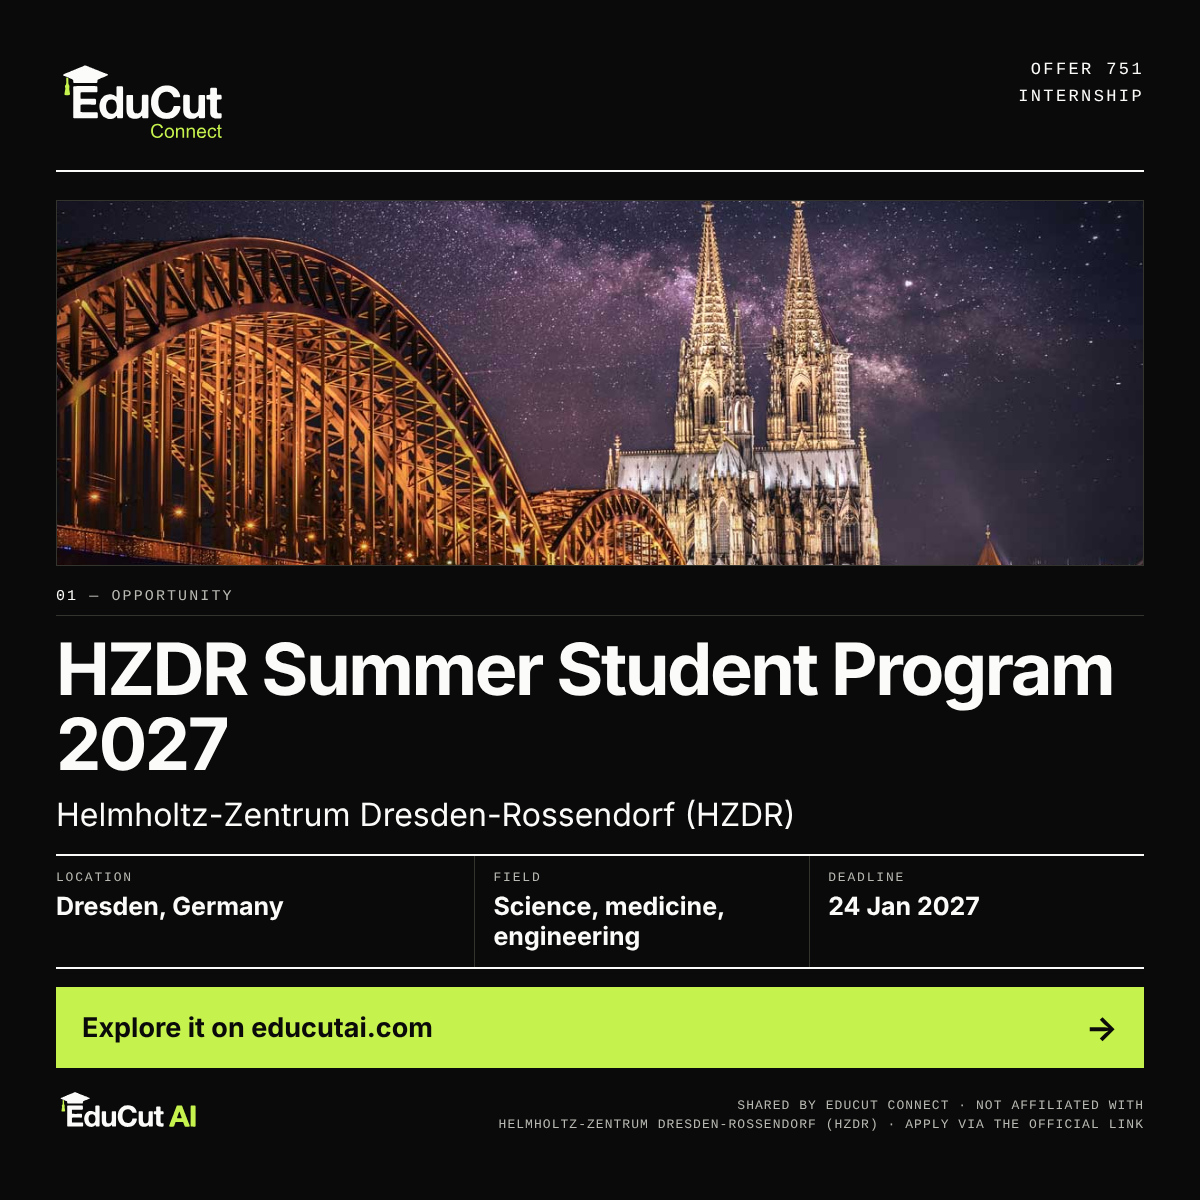 EduCut
Connect
OFFER 751
INTERNSHIP
01 — OPPORTUNITY
HZDR Summer Student Program
2027
Helmholtz-Zentrum Dresden-Rossendorf (HZDR)
LOCATION
Dresden, Germany
FIELD
Science, medicine,
engineering
DEADLINE
24 Jan 2027
Explore it on educutai.com →
EduCut AI
SHARED BY EDUCUT CONNECT · NOT AFFILIATED WITH
HELMHOLTZ-ZENTRUM DRESDEN-ROSSENDORF (HZDR) · APPLY VIA THE OFFICIAL LINK